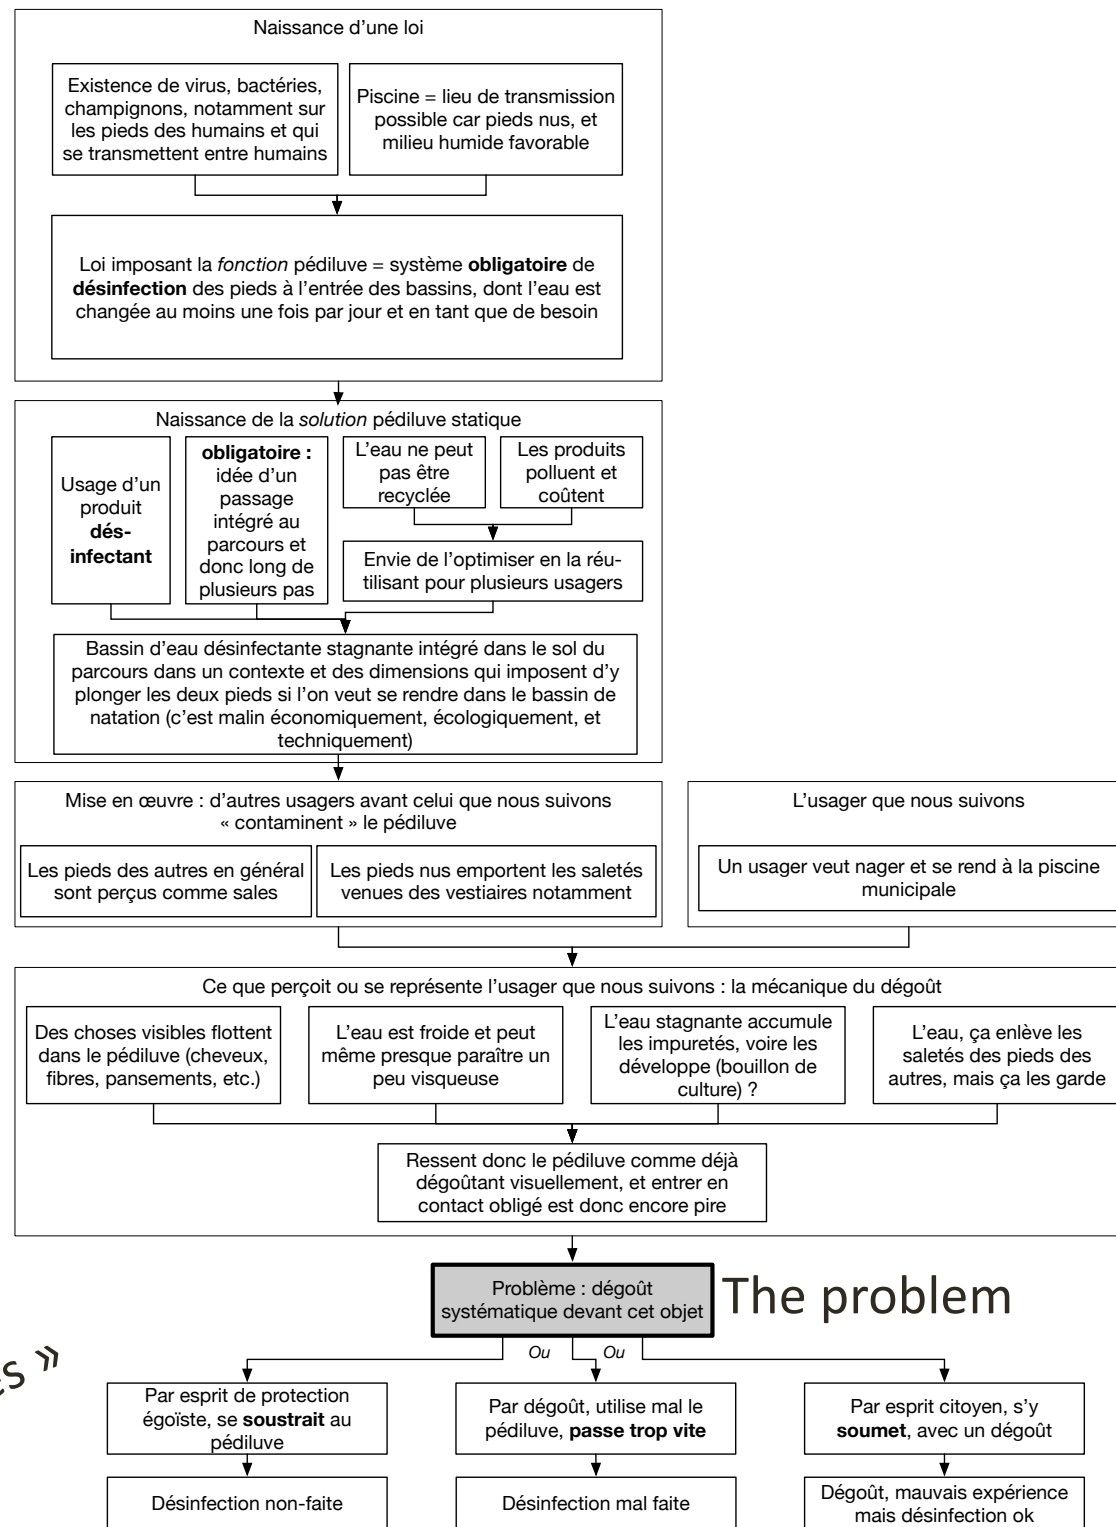 Naissance d'une loi
Existence de virus, bactéries,
champignons, notamment sur
les pieds des humains et qui
se transmettent entre humains
Piscine = lieu de transmission
possible car pieds nus, et
milieu humide favorable
Loi imposant la fonction pédiluve = système obligatoire de
désinfection des pieds à l'entrée des bassins, dont l'eau est
changée au moins une fois par jour et en tant que de besoin
Naissance de la solution pédiluve statique
Usage d'un
produit
dés-
infectant
obligatoire :
idée d'un
passage
intégré au
parcours et
donc long de
plusieurs pas
L'eau ne peut
pas être
recyclée
Les produits
polluent et
coûtent
Envie de l'optimiser en la réu-
tilisant pour plusieurs usagers
Bassin d'eau désinfectante stagnante intégré dans le sol du
parcours dans un contexte et des dimensions qui imposent d'y
plonger les deux pieds si l'on veut se rendre dans le bassin de
natation (c'est malin économiquement, écologiquement, et
techniquement)
Mise en œuvre : d'autres usagers avant celui que nous suivons
« contaminent » le pédiluve
Les pieds des autres en général
sont perçus comme sales
Les pieds nus emportent les saletés
venues des vestiaires notamment
L'usager que nous suivons
Un usager veut nager et se rend à la piscine
municipale
Ce que perçoit ou se représente l'usager que nous suivons : la mécanique du dégoût
Des choses visibles flottent
dans le pédiluve (cheveux,
fibres, pansements, etc.)
L'eau est froide et peut
même presque paraître un
peu visqueuse
L'eau stagnante accumule
les impuretés, voire les
développe (bouillon de
culture) ?
L'eau, ça enlève les
saletés des pieds des
autres, mais ça les garde
Ressent donc le pédiluve comme déjà
dégoûtant visuellement, et entrer en
contact obligé est donc encore pire
Problème : dégoût
systématique devant cet objet
The problem
Ou
Ou
es »
Par esprit de protection
égoïste, se soustrait au
pédiluve
Par dégoût, utilise mal le
pédiluve, passe trop vite
Par esprit citoyen, s'y
soumet, avec un dégoût
Désinfection non-faite
Désinfection mal faite
Dégoût, mauvais expérience
mais désinfection ok